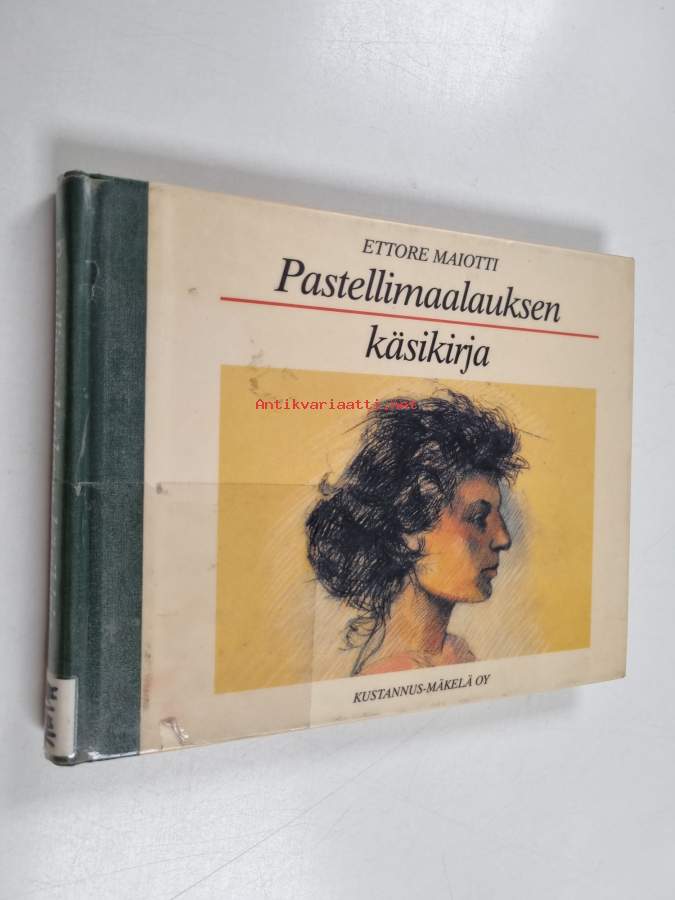 ETTORE MAIOTTI
Pastellimaalauksen
käsikirja
Antikvariaatti.net
KUSTANNUS-MÄKELÄ OY